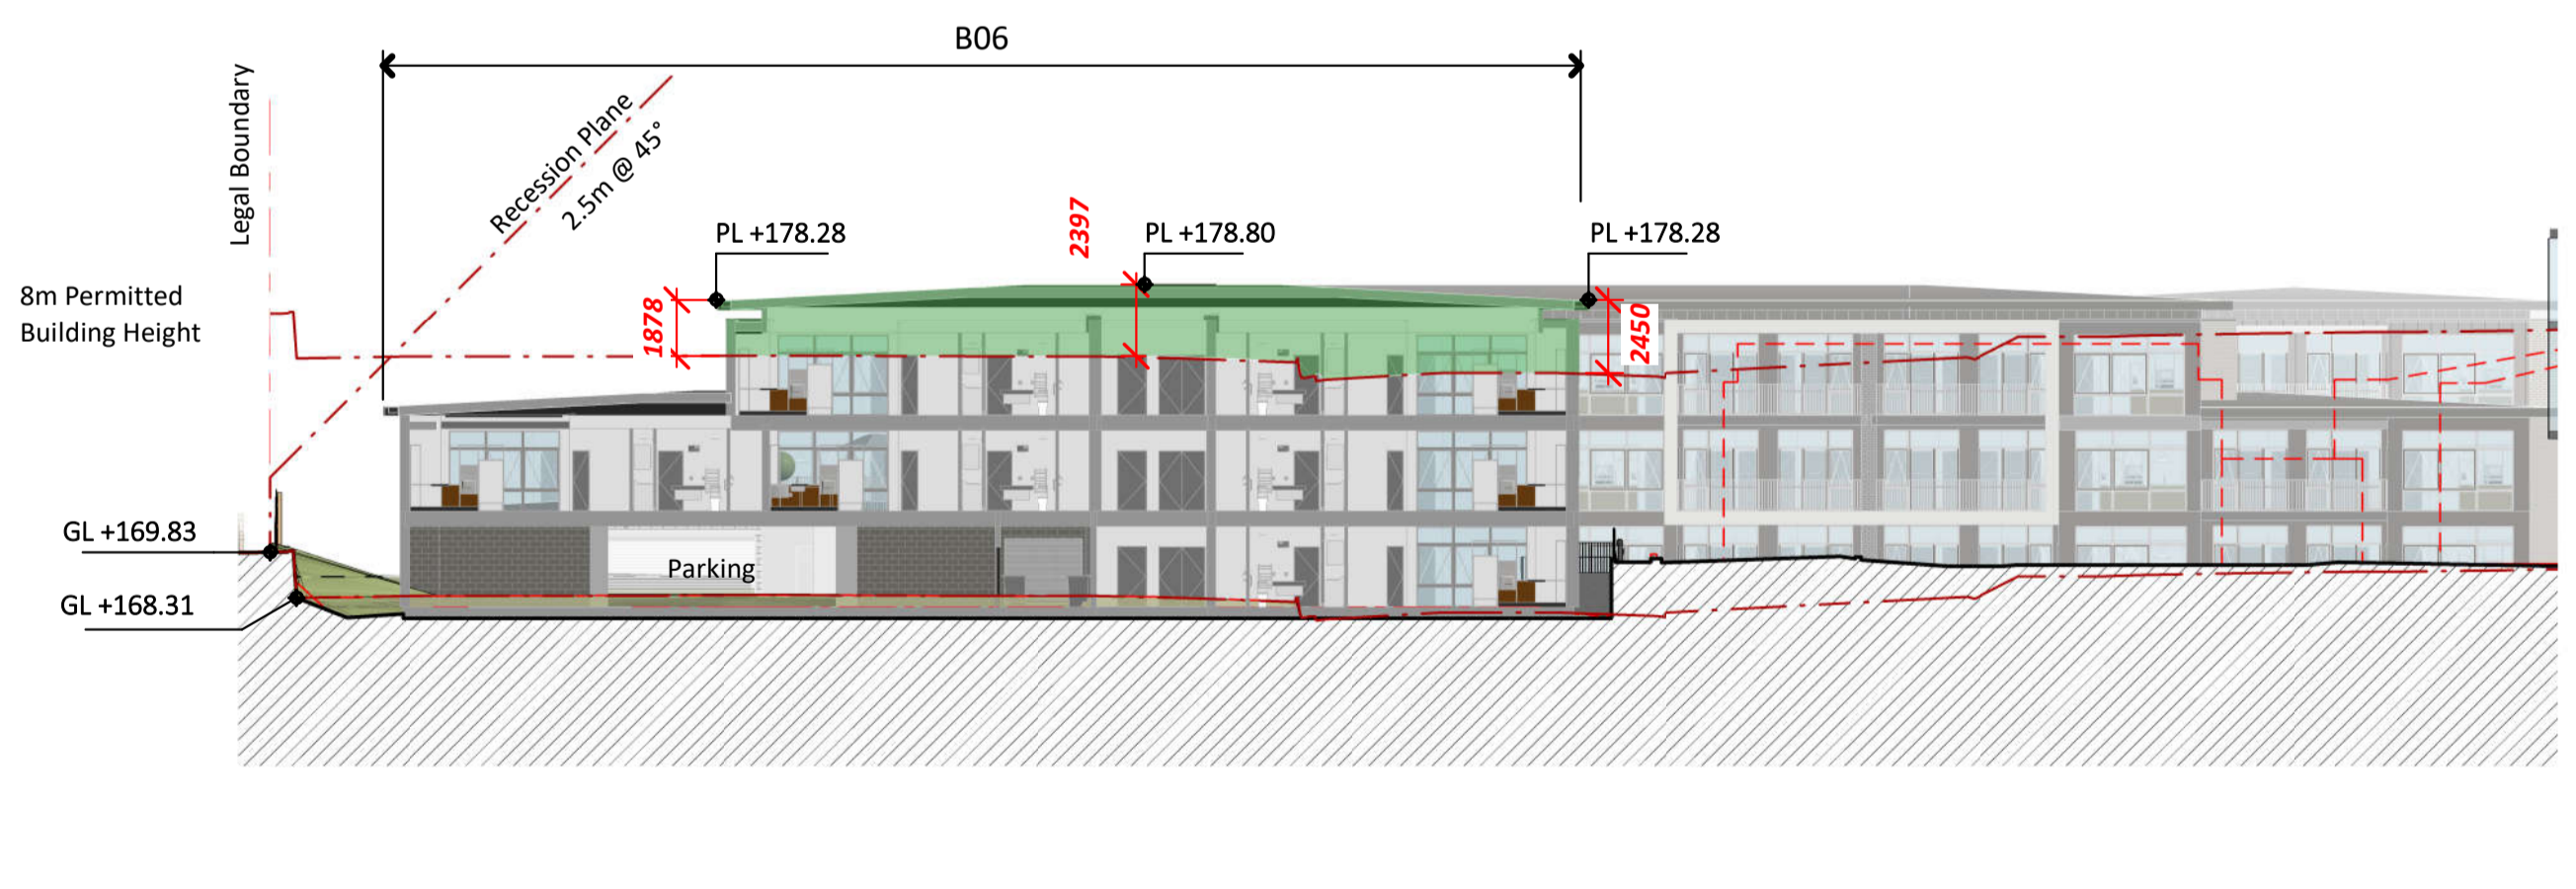 B06
Legal Boundary
Recession Plane
2.5m @ 45°
2397
PL +178.28
PL +178.80
PL +178.28
8m Permitted
Building Height
1878
2450
GL +169.83
Parking
GL +168.31